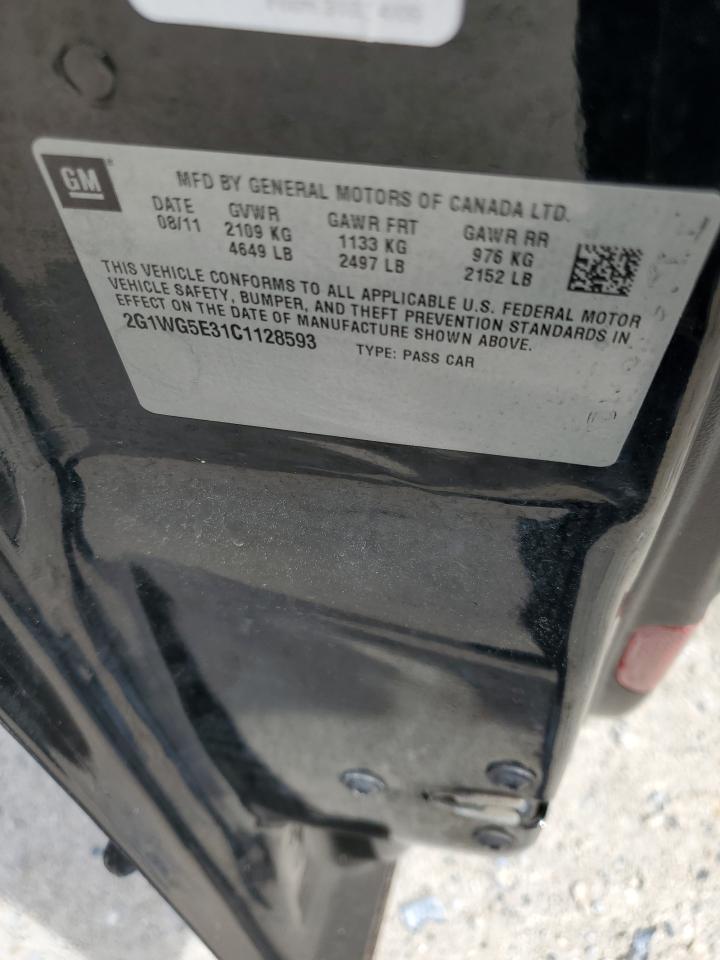 GM
MFD BY GENERAL MOTORS OF CANADA LTD.
DATE GVWR GAWR FRT GAWR RR
08/11 2109 KG 1133 KG 976 KG
4649 LB 2497 LB 2152 LB
THIS VEHICLE CONFORMS TO ALL APPLICABLE U.S. FEDERAL MOTOR
VEHICLE SAFETY, BUMPER, AND THEFT PREVENTION STANDARDS IN
EFFECT ON THE DATE OF MANUFACTURE SHOWN ABOVE.
2G1WG5E31C1128593 TYPE: PASS CAR